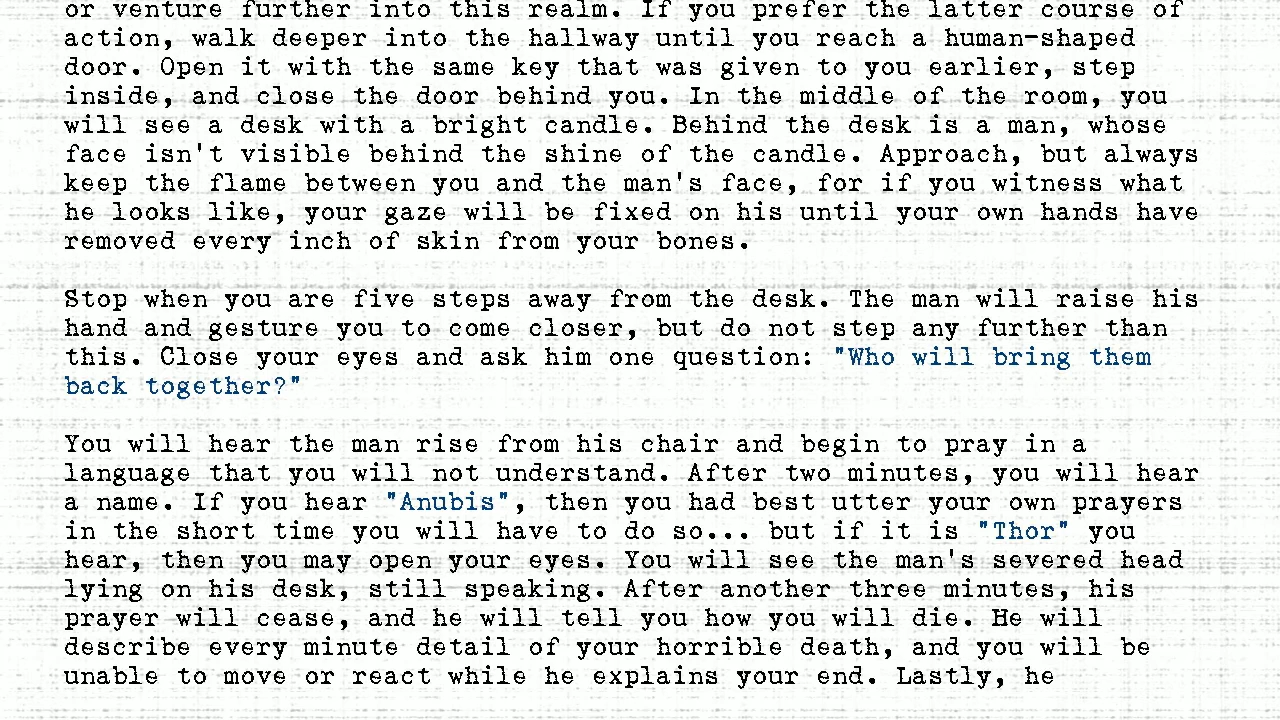 or venture further into this realm. If you prefer the latter course of
action, walk deeper into the hallway until you reach a human-shaped
door. Open it with the same key that was given to you earlier, step
inside, and close the door behind you. In the middle of the room, you
will see a desk with a bright candle. Behind the desk is a man, whose
face isn't visible behind the shine of the candle. Approach, but always
keep the flame between you and the man's face, for if you witness what
he looks like, your gaze will be fixed on his until your own hands have
removed every inch of skin from your bones.
Stop when you are five steps away from the desk. The man will raise his
hand and gesture you to come closer, but do not step any further than
this. Close your eyes and ask him one question: "Who will bring them
back together?"
You will hear the man rise from his chair and begin to pray in a
language that you will not understand. After two minutes, you will hear
a name. If you hear "Anubis", then you had best utter your own prayers
in the short time you will have to do so... but if it is "Thor" you
hear, then you may open your eyes. You will see the man's severed head
lying on his desk, still speaking. After another three minutes, his
prayer will cease, and he will tell you how you will die. He will
describe every minute detail of your horrible death, and you will be
unable to move or react while he explains your end. Lastly, he